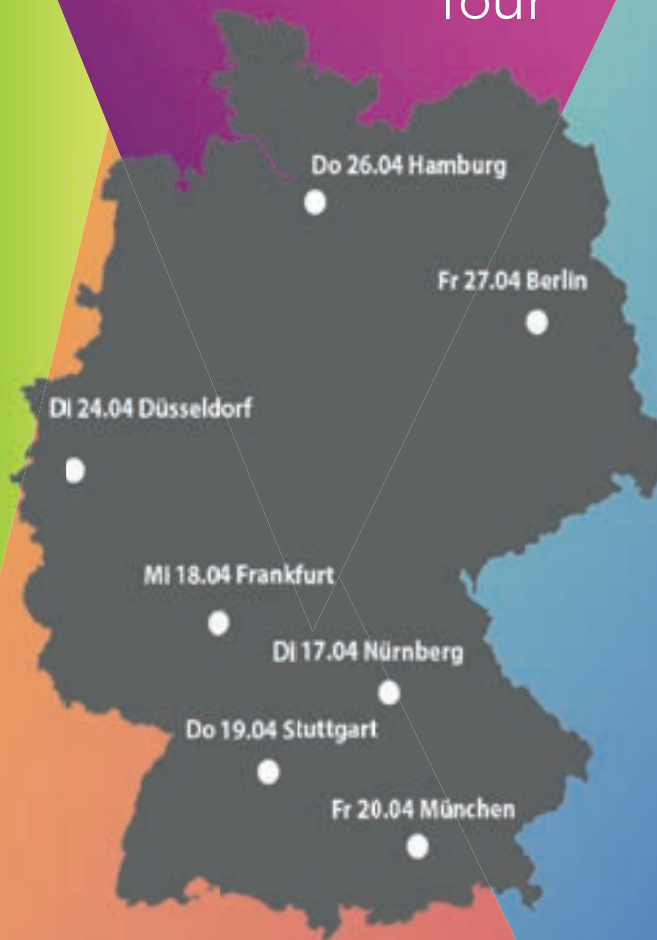 Tour
Do 26.04 Hamburg
Fr 27.04 Berlin
Di 24.04 Düsseldorf
Mi 18.04 Frankfurt
Di 17.04 Nürnberg
Do 19.04 Stuttgart
Fr 20.04 München